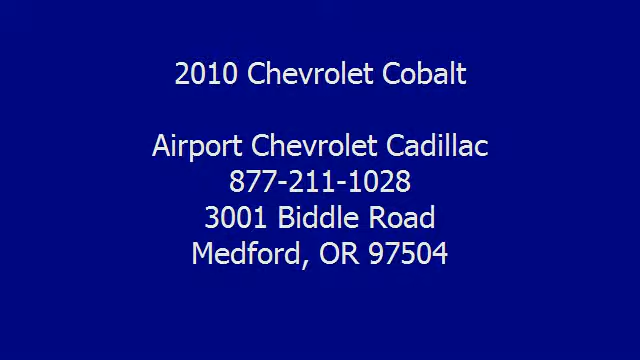 2010 Chevrolet Cobalt
Airport Chevrolet Cadillac
877-211-1028
3001 Biddle Road
Medford, OR 97504